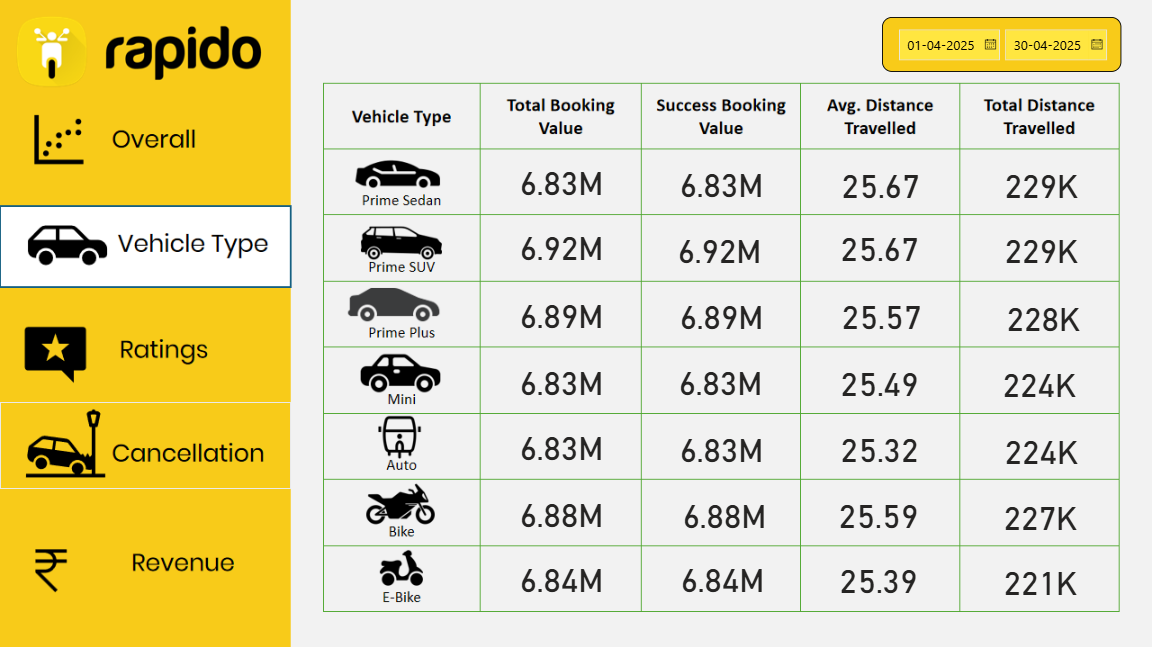 rapido
01-04-2025 30-04-2025
Overall
Vehicle Type
Ratings
Cancellation
₹ Revenue
Vehicle Type Total Booking Value Success Booking Value Avg. Distance Travelled Total Distance Travelled
Prime Sedan 6.83M 6.83M 25.67 229K
Prime SUV 6.92M 6.92M 25.67 229K
Prime Plus 6.89M 6.89M 25.57 228K
Mini 6.83M 6.83M 25.49 224K
Auto 6.83M 6.83M 25.32 224K
Bike 6.88M 6.88M 25.59 227K
E-Bike 6.84M 6.84M 25.39 221K